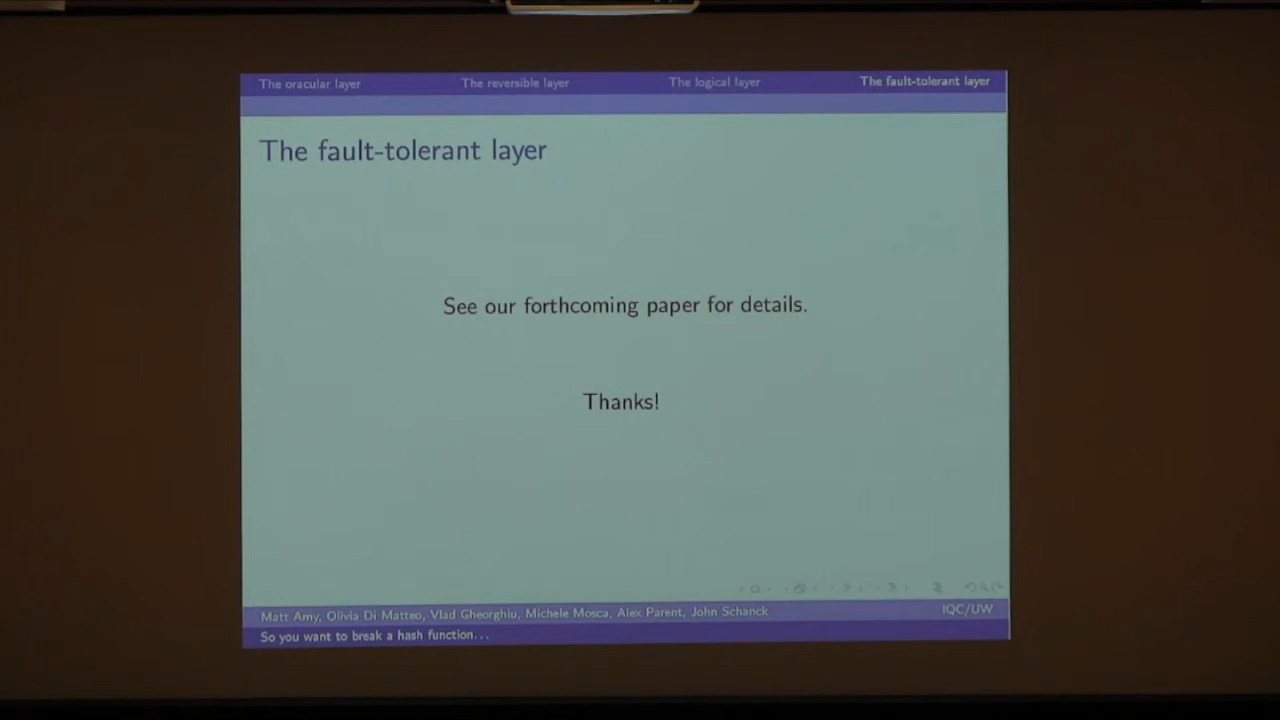 The oracular layer The reversible layer The logical layer The fault-tolerant layer
The fault-tolerant layer
See our forthcoming paper for details.
Thanks!
Matt Amy, Olivia Di Matteo, Vlad Gheorghiu, Michele Mosca, Alex Parent, John Schanck IQC/UW
So you want to break a hash function...